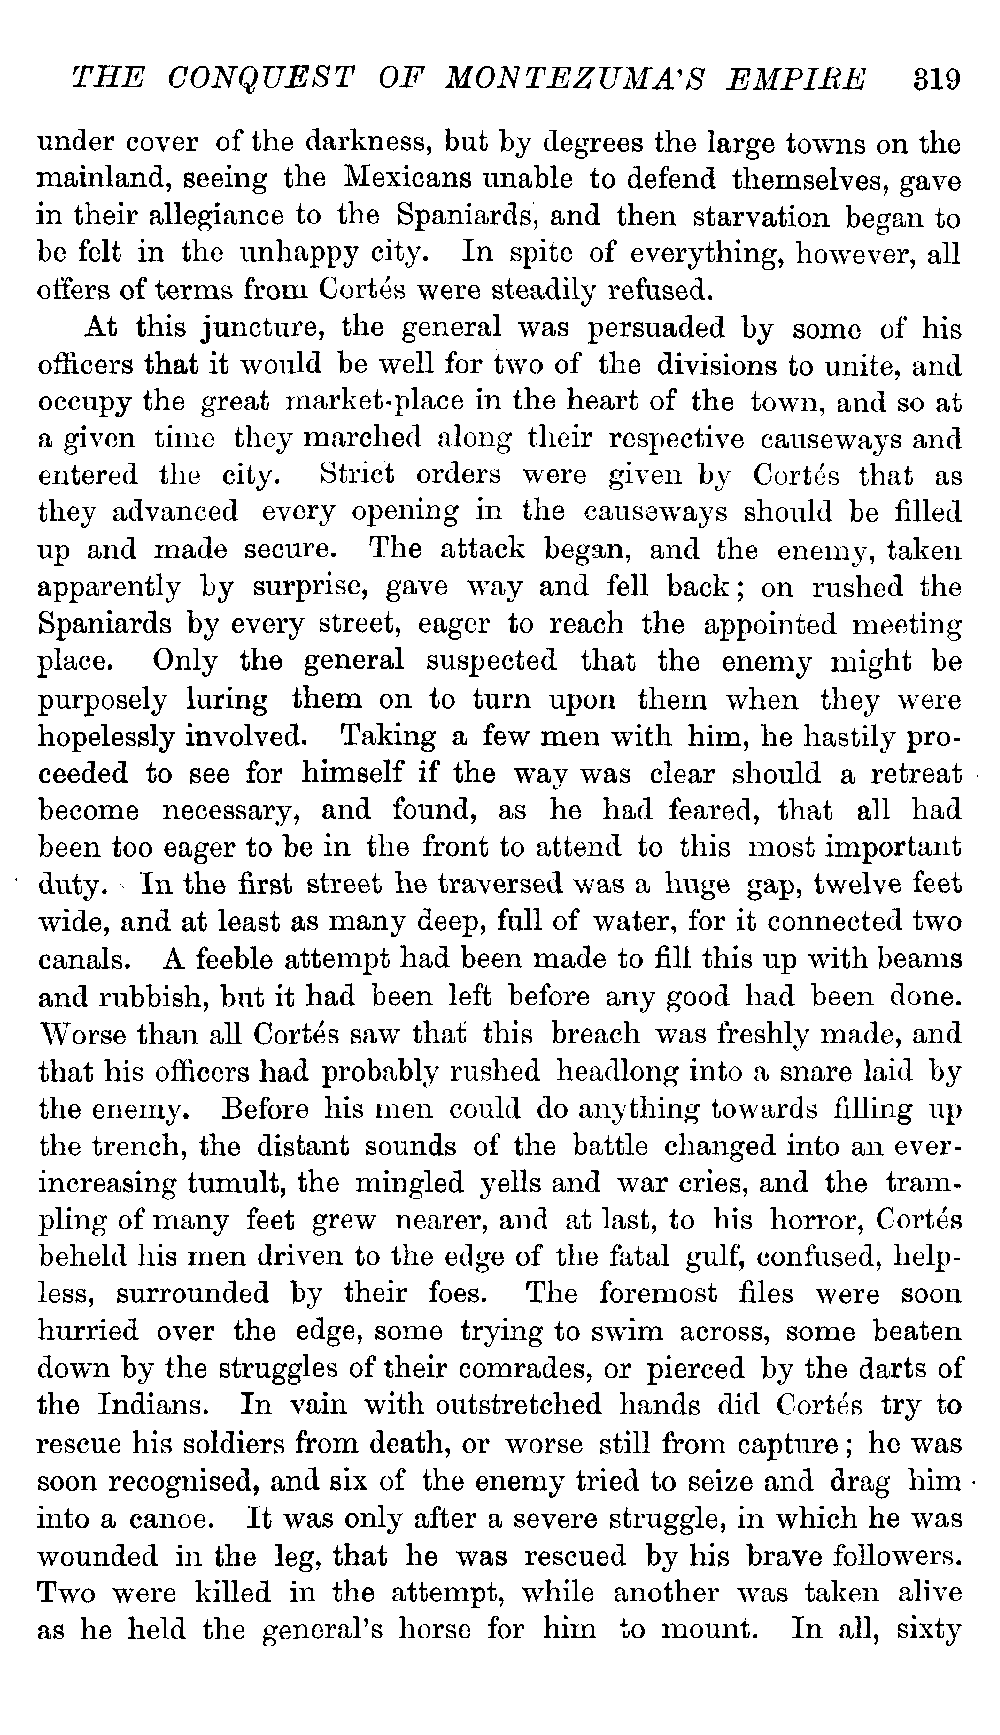 THE CONQUEST OF MONTEZUMA'S EMPIRE 319
under cover of the darkness, but by degrees the large towns on the
mainland, seeing the Mexicans unable to defend themselves, gave
in their allegiance to the Spaniards, and then starvation began to
be felt in the unhappy city. In spite of everything, however, all
offers of terms from Cortés were steadily refused.
At this juncture, the general was persuaded by some of his
officers that it would be well for two of the divisions to unite, and
occupy the great market-place in the heart of the town, and so at
a given time they marched along their respective causeways and
entered the city. Strict orders were given by Cortés that as
they advanced every opening in the causeways should be filled
up and made secure. The attack began, and the enemy, taken
apparently by surprise, gave way and fell back; on rushed the
Spaniards by every street, eager to reach the appointed meeting
place. Only the general suspected that the enemy might be
purposely luring them on to turn upon them when they were
hopelessly involved. Taking a few men with him, he hastily pro-
ceeded to see for himself if the way was clear should a retreat
become necessary, and found, as he had feared, that all had
been too eager to be in the front to attend to this most important
duty. In the first street he traversed was a huge gap, twelve feet
wide, and at least as many deep, full of water, for it connected two
canals. A feeble attempt had been made to fill this up with beams
and rubbish, but it had been left before any good had been done.
Worse than all Cortés saw that this breach was freshly made, and
that his officers had probably rushed headlong into a snare laid by
the enemy. Before his men could do anything towards filling up
the trench, the distant sounds of the battle changed into an ever-
increasing tumult, the mingled yells and war cries, and the tram-
pling of many feet grew nearer, and at last, to his horror, Cortés
beheld his men driven to the edge of the fatal gulf, confused, help-
less, surrounded by their foes. The foremost files were soon
hurried over the edge, some trying to swim across, some beaten
down by the struggles of their comrades, or pierced by the darts of
the Indians. In vain with outstretched hands did Cortés try to
rescue his soldiers from death, or worse still from capture; he was
soon recognised, and six of the enemy tried to seize and drag him
into a canoe. It was only after a severe struggle, in which he was
wounded in the leg, that he was rescued by his brave followers.
Two were killed in the attempt, while another was taken alive
as he held the general's horse for him to mount. In all, sixty